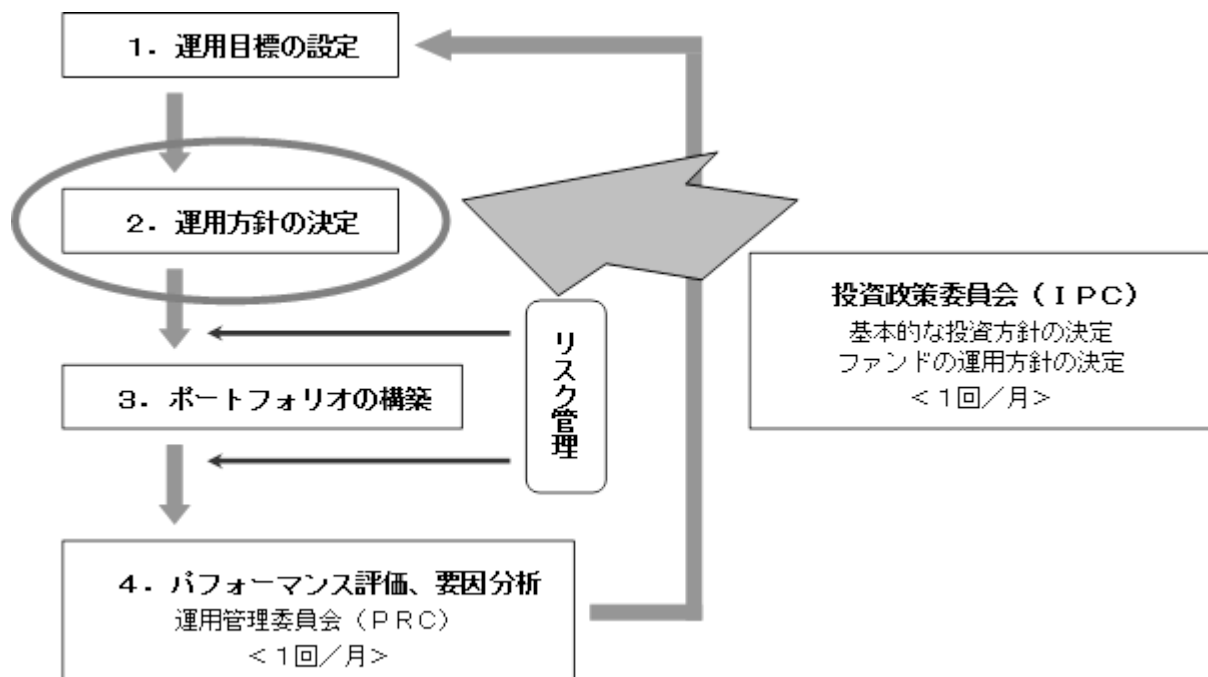 １．運用目標の設定
２．運用方針の決定
投資政策委員会（ＩＰＣ）
基本的な投資方針の決定
ファンドの運用方針の決定
＜１回／月＞
リスク管理
３．ポートフォリオの構築
４．パフォーマンス評価、要因分析
運用管理委員会（ＰＲＣ）
＜１回／月＞